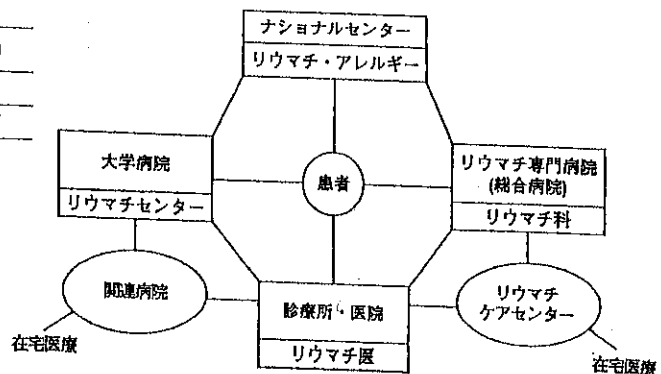 ナショナルセンター
リウマチ・アレルギー
大学病院
リウマチセンター
患者
リウマチ専門病院
(総合病院)
リウマチ科
関連病院
診療所・医院
リウマチ医
リウマチ
ケアセンター
在宅医療
在宅医療